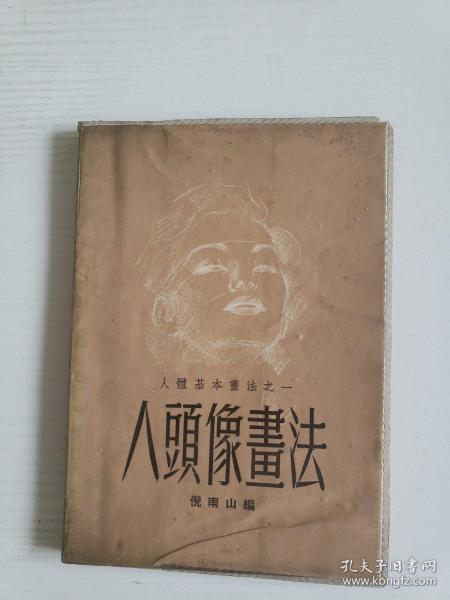 人體基本畫法之一
人頭像畫法
倪南山編
孔夫子旧书网
www.kongfz.com